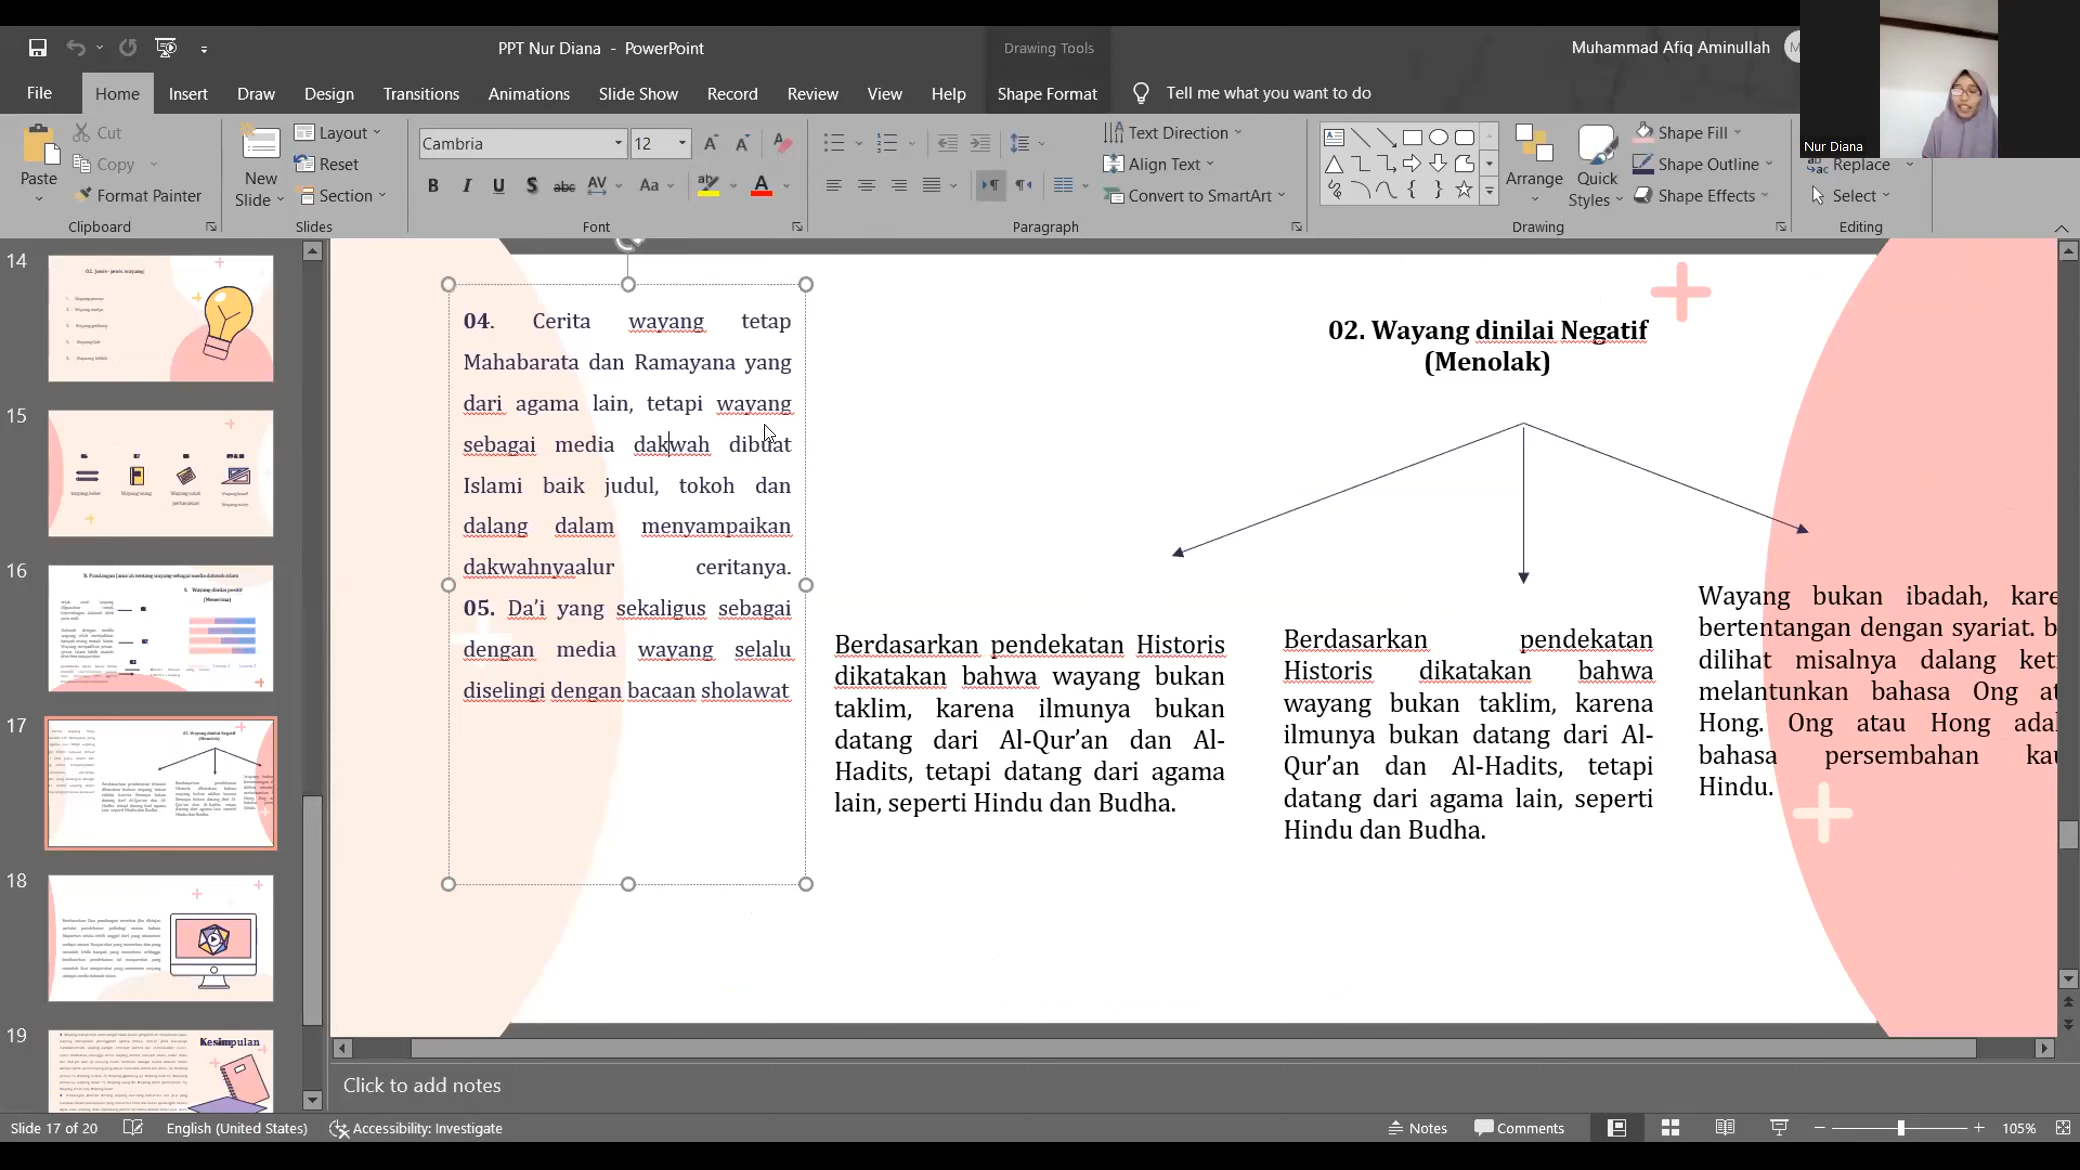 PPT Nur Diana - PowerPoint
Drawing Tools
Muhammad Afiq Aminullah
File Home Insert Draw Design Transitions Animations Slide Show Record Review View Help Shape Format Tell me what you want to do
Nur Diana
Paste
Cut
Copy
Format Painter
Clipboard
New
Slide
Layout
Reset
Section
Slides
Cambria 12
Font
Text Direction
Align Text
Convert to SmartArt
Paragraph
Arrange
Quick
Styles
Shape Fill
Shape Outline
Shape Effects
Drawing
Replace
Select
Editing
14
02. Jenis- jenis wayang
15
16
17
18
19
Kesimpulan
04. Cerita wayang tetap
Mahabarata dan Ramayana yang
dari agama lain, tetapi wayang
sebagai media dakwah dibuat
Islami baik judul, tokoh dan
dalang dalam menyampaikan
dakwahnyaalur ceritanya.
05. Da’i yang sekaligus sebagai
dengan media wayang selalu
diselingi dengan bacaan sholawat
02. Wayang dinilai Negatif
(Menolak)
Berdasarkan pendekatan Historis
dikatakan bahwa wayang bukan
taklim, karena ilmunya bukan
datang dari Al-Qur’an dan Al-
Hadits, tetapi datang dari agama
lain, seperti Hindu dan Budha.
Berdasarkan pendekatan
Historis dikatakan bahwa
wayang bukan taklim, karena
ilmunya bukan datang dari Al-
Qur’an dan Al-Hadits, tetapi
datang dari agama lain, seperti
Hindu dan Budha.
Wayang bukan ibadah, kare
bertentangan dengan syariat. b
dilihat misalnya dalang ket
melantunkan bahasa Ong at
Hong. Ong atau Hong adal
bahasa persembahan kau
Hindu.
Click to add notes
Slide 17 of 20
English (United States)
Accessibility: Investigate
Notes
Comments
105%